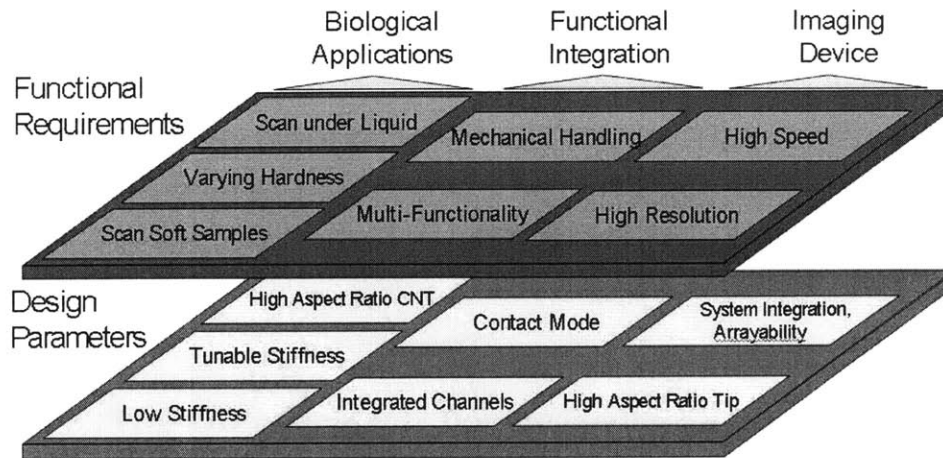 Biological
Applications
Functional
Integration
Imaging
Device
Functional
Requirements
Scan under Liquid
Mechanical Handling
High Speed
Varying Hardness
Multi-Functionality
High Resolution
Scan Soft Samples
Design
Parameters
High Aspect Ratio CNT
Contact Mode
System Integration,
Arrayability
Tunable Stiffness
Low Stiffness
Integrated Channels
High Aspect Ratio Tip